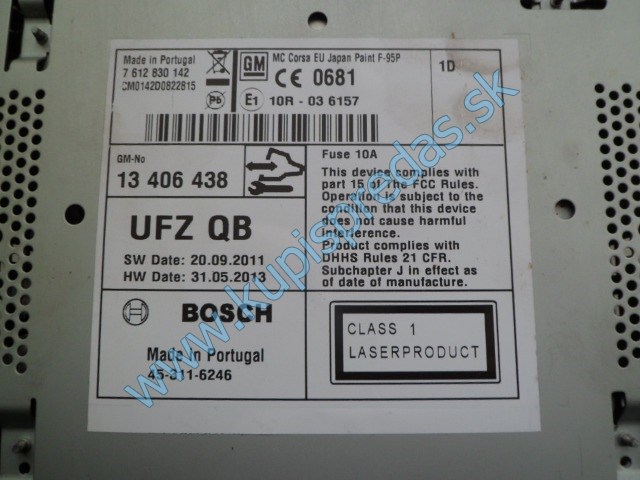 Made in Portugal
7 612 830 142
CM0142D0822815
Pb
GM
MC Corsa EU Japan Paint F-95P
CE 0681
E1 10R - 03 6157
1D
GM-No
13 406 438
Fuse 10A
This device complies with
part 15 of The FCC Rules.
Operation is subject to the
condition that this device
does not cause harmful
interference.
Product complies with
DHHS Rules 21 CFR.
Subchapter J in effect as
of date of manufacture.
UFZ QB
SW Date: 20.09.2011
HW Date: 31.05.2013
BOSCH
Made in Portugal
45-311-6246
CLASS 1
LASERPRODUCT
www.kupispredas.sk